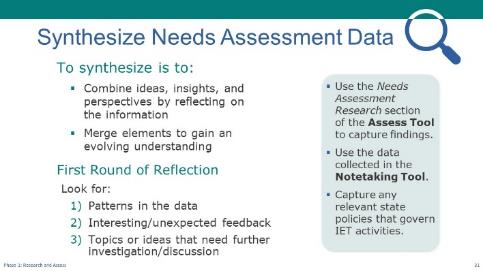 Synthesize Needs Assessment Data
To synthesize is to:
▪ Combine ideas, insights, and
perspectives by reflecting on
the information
▪ Merge elements to gain an
evolving understanding
First Round of Reflection
Look for:
1) Patterns in the data
2) Interesting/unexpected feedback
3) Topics or ideas that need further
investigation/discussion
▪ Use the Needs
Assessment
Research section
of the Assess Tool
to capture findings.
▪ Use the data
collected in the
Notetaking Tool.
▪ Capture any
relevant state
policies that govern
IET activities.
Phase 1: Research and Assess
21